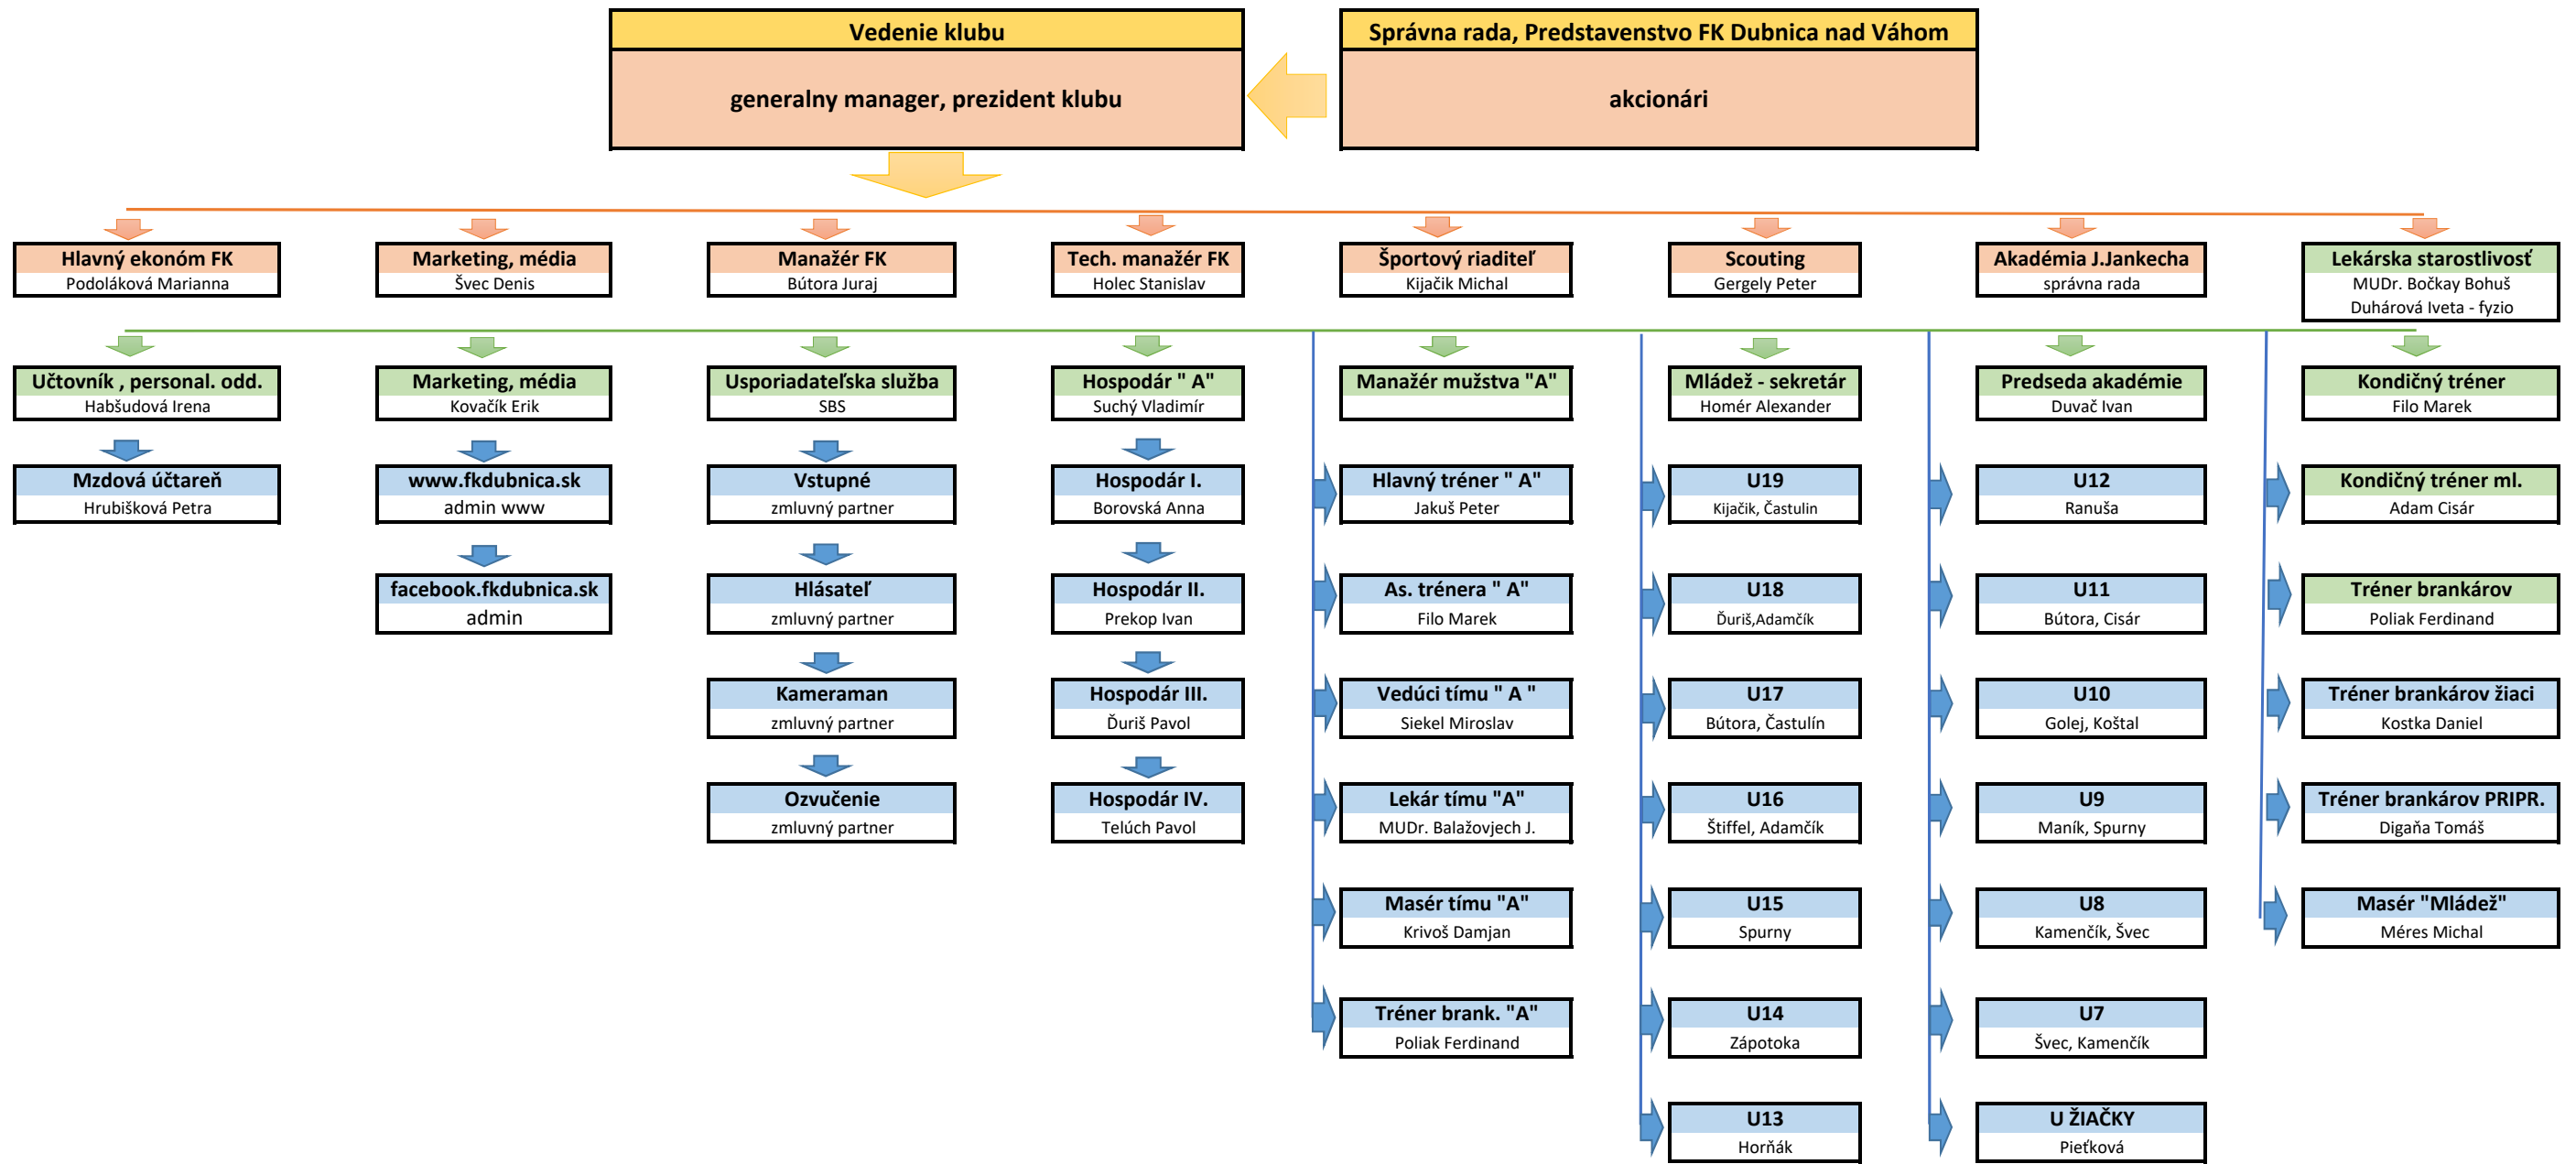 Vedenie klubu
generalny manager, prezident klubu
Správna rada, Predstavenstvo FK Dubnica nad Váhom
akcionári
Hlavný ekonóm FK
Podoláková Marianna
Marketing, média
Švec Denis
Manažér FK
Bútora Juraj
Tech. manažér FK
Holec Stanislav
Športový riaditeľ
Kijačik Michal
Scouting
Gergely Peter
Akadémia J.Jankecha
správna rada
Lekárska starostlivosť
MUDr. Bočkay Bohuš
Duhárová Iveta - fyzio
Učtovník , personal. odd.
Habšudová Irena
Marketing, média
Kovačík Erik
Usporiadateľska služba
SBS
Hospodár " A"
Suchý Vladimír
Manažér mužstva "A"
Mládež - sekretár
Homér Alexander
Predseda akadémie
Duvač Ivan
Kondičný tréner
Filo Marek
Mzdová účtareň
Hrubišková Petra
www.fkdubnica.sk
admin www
Vstupné
zmluvný partner
Hospodár I.
Borovská Anna
Hlavný tréner " A"
Jakuš Peter
U19
Kijačik, Častulin
U12
Ranuša
Kondičný tréner ml.
Adam Cisár
facebook.fkdubnica.sk
admin
Hlásateľ
zmluvný partner
Hospodár II.
Prekop Ivan
As. trénera " A"
Filo Marek
U18
Ďuriš,Adamčík
U11
Bútora, Cisár
Tréner brankárov
Poliak Ferdinand
Kameraman
zmluvný partner
Hospodár III.
Ďuriš Pavol
Vedúci tímu " A "
Siekel Miroslav
U17
Bútora, Častulín
U10
Golej, Koštal
Tréner brankárov žiaci
Kostka Daniel
Ozvučenie
zmluvný partner
Hospodár IV.
Telúch Pavol
Lekár tímu "A"
MUDr. Balažovjech J.
U16
Štiffel, Adamčík
U9
Maník, Spurny
Tréner brankárov PRIPR.
Digaňa Tomáš
Masér tímu "A"
Krivoš Damjan
U15
Spurny
U8
Kamenčík, Švec
Masér "Mládež"
Méres Michal
Tréner brank. "A"
Poliak Ferdinand
U14
Zápotoka
U7
Švec, Kamenčík
U13
Horňák
U ŽIAČKY
Pieťková